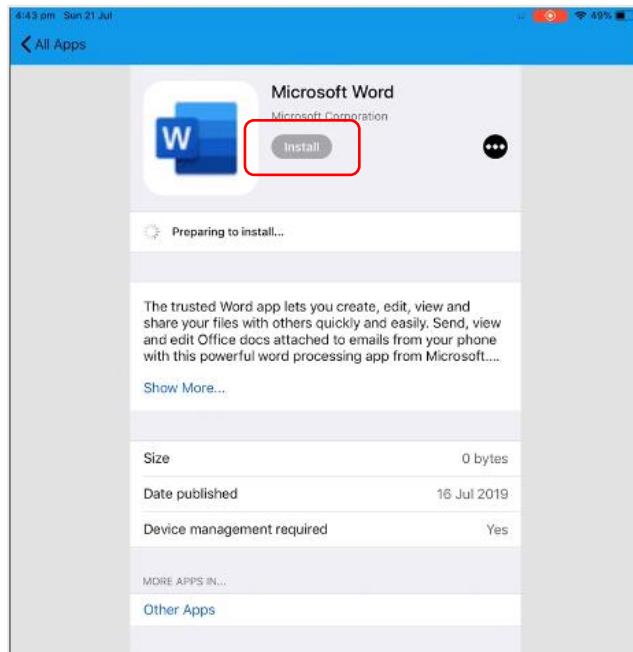 4:43 pm Sun 21 Jul
49%
All Apps
Microsoft Word
Microsoft Corporation
W
Install
Preparing to install...
The trusted Word app lets you create, edit, view and
share your files with others quickly and easily. Send, view
and edit Office docs attached to emails from your phone
with this powerful word processing app from Microsoft....
Show More...
Size 0 bytes
Date published 16 Jul 2019
Device management required Yes
MORE APPS IN...
Other Apps